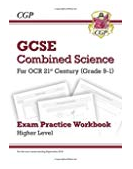 CGP
GCSE
Combined Science
For OCR 21st Century (Grade 9-1)
Exam Practice Workbook
Higher Level